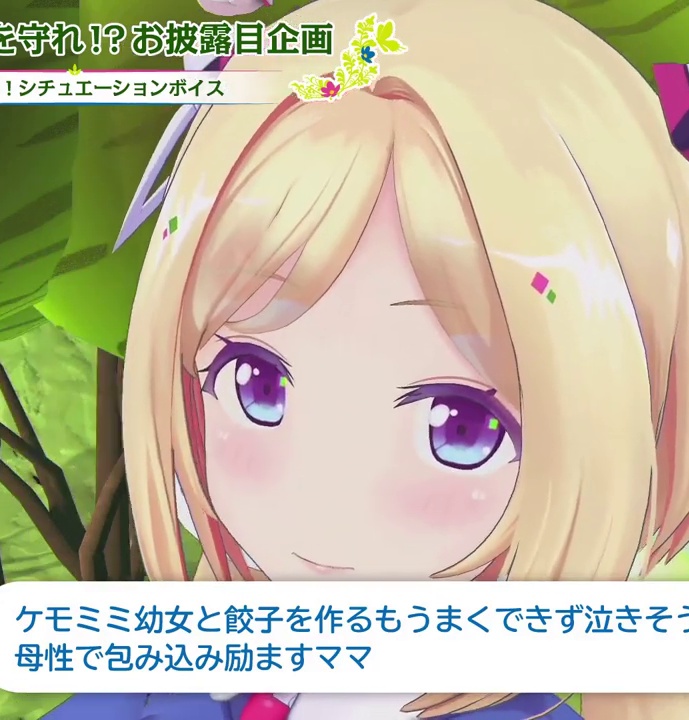 を守れ!?お披露目企画
！シチュエーションボイス
ケモミミ幼女と餃子を作るもうまくできず泣きそう
母性で包み込み励ますママ